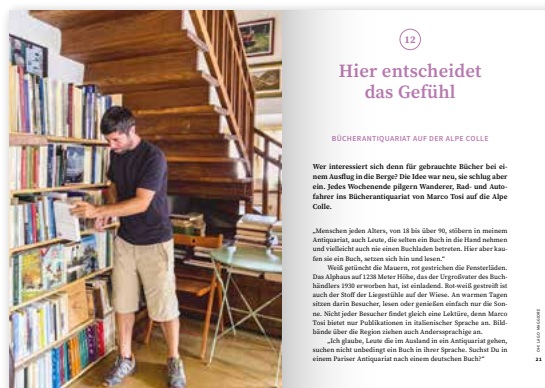 12
Hier entscheidet
das Gefühl
BÜCHERANTIQUARIAT AUF DER ALPE COLLE
Wer interessiert sich denn für gebrauchte Bücher bei ei-
nem Ausflug in die Berge? Die Idee war neu, sie schlug aber
ein. Jedes Wochenende pilgern Wanderer, Rad- und Auto-
fahrer ins Bücherantiquariat von Marco Tosi auf die Alpe
Colle.
„Menschen jeden Alters, von 18 bis über 90, stöbern in meinem
Antiquariat, auch Leute, die selten ein Buch in die Hand nehmen
und vielleicht auch nie einen Buchladen betreten. Hier aber kau-
fen sie ein Buch, setzen sich hin und lesen.“
Weiß getüncht die Mauern, rot gestrichen die Fensterläden.
Das Alphaus auf 1238 Meter Höhe, das der Urgroßvater des Buch-
händlers 1930 erworben hat, ist einladend. Rot-weiß gestreift ist
auch der Stoff der Liegestühle auf der Wiese. An warmen Tagen
sitzen darin Besucher, lesen oder genießen einfach nur die Son-
ne. Nicht jeder Besucher findet gleich eine Lektüre, denn Marco
Tosi bietet nur Publikationen in italienischer Sprache an. Bild-
bände über die Region ziehen auch Anderssprachige an.
„Ich glaube, Leute die im Ausland in ein Antiquariat gehen,
suchen nicht unbedingt ein Buch in ihrer Sprache. Suchst Du in
einem Pariser Antiquariat nach einem deutschen Buch?“
21